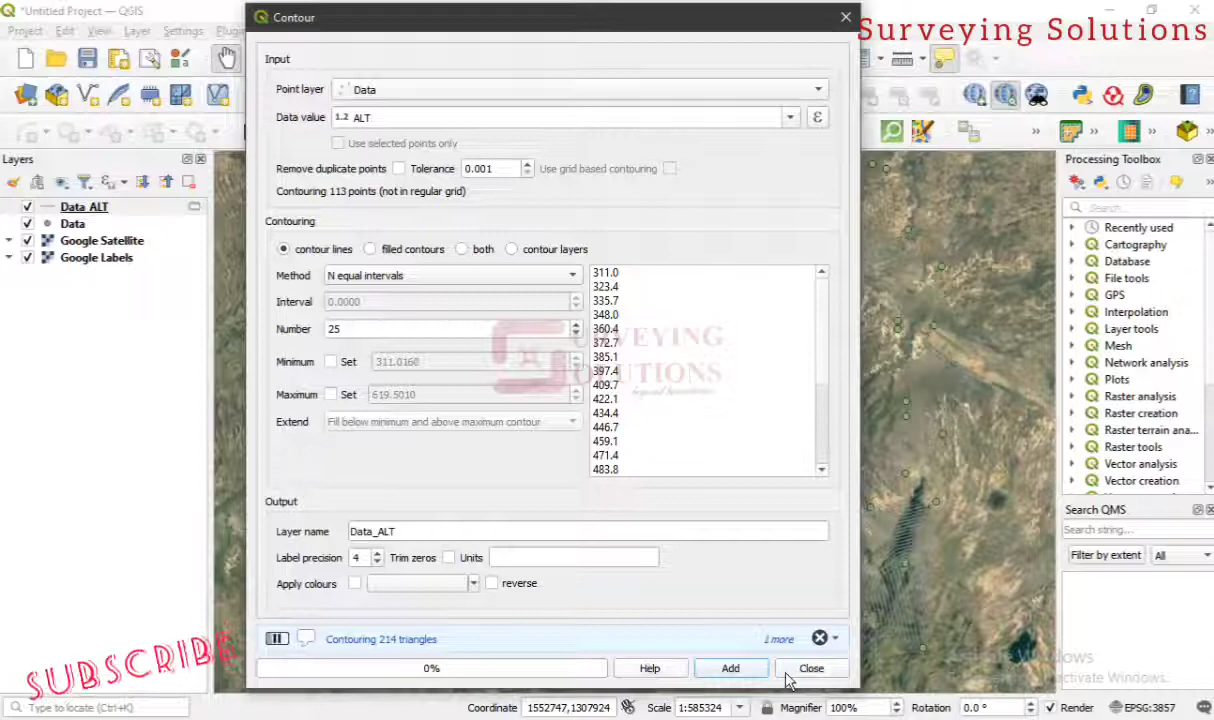 *Untitled Project — QGIS
Project Edit View Layer Settings
Surveying Solutions
Layers
Data ALT
Data
Google Satellite
Google Labels
Contour
Input
Point layer Data
Data value 1.2 ALT ε
Use selected points only
Remove duplicate points Tolerance 0.001 Use grid based contouring
Contouring 113 points (not in regular grid)
Contouring
contour lines filled contours both contour layers
Method N equal intervals
Interval 0.0000
Number 25
Minimum Set 311.0160
Maximum Set 619.5010
Extend Fill below minimum and above maximum contour
311.0
323.4
335.7
348.0
360.4
372.7
385.1
397.4
409.7
422.1
434.4
446.7
459.1
471.4
483.8
SURVEYING
SOLUTIONS
Output
Layer name Data_ALT
Label precision 4 Trim zeros Units
Apply colours reverse
Contouring 214 triangles 1 more
0% Help Add Close
Processing Toolbox
Search...
Recently used
Cartography
Database
File tools
GPS
Interpolation
Layer tools
Mesh
Network analysis
Plots
Raster analysis
Raster creation
Raster terrain ana...
Raster tools
Vector analysis
Vector creation
Search QMS
Search string...
Filter by extent All
SUBSCRIBE
Type to locate (Ctrl+K) Coordinate 1552747,1307924 Scale 1:585324 Magnifier 100% Rotation 0.0 ° Render EPSG:3857